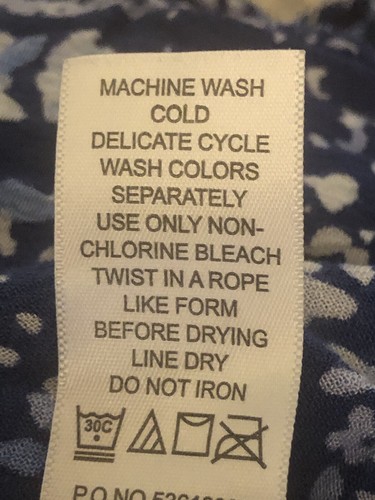 MACHINE WASH
COLD
DELICATE CYCLE
WASH COLORS
SEPARATELY
USE ONLY NON-
CHLORINE BLEACH
TWIST IN A ROPE
LIKE FORM
BEFORE DRYING
LINE DRY
DO NOT IRON
30C
P.O NO